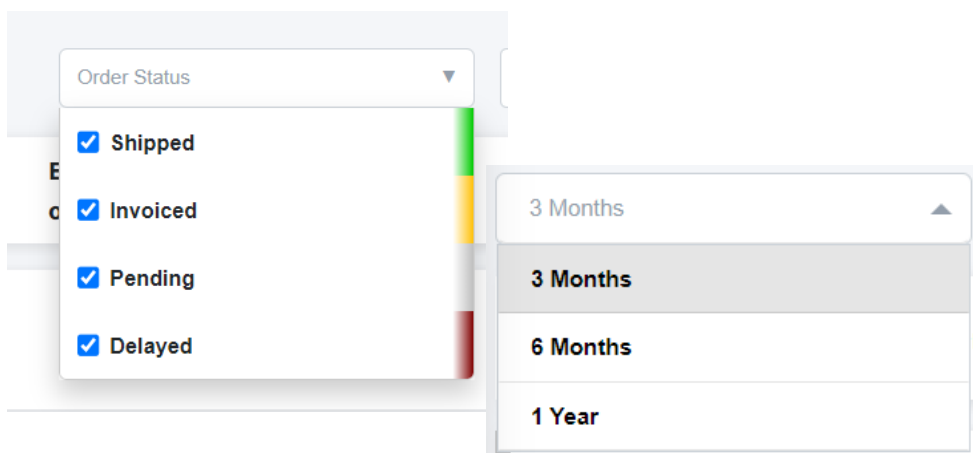 Order Status
Shipped
Invoiced
Pending
Delayed
3 Months
3 Months
6 Months
1 Year